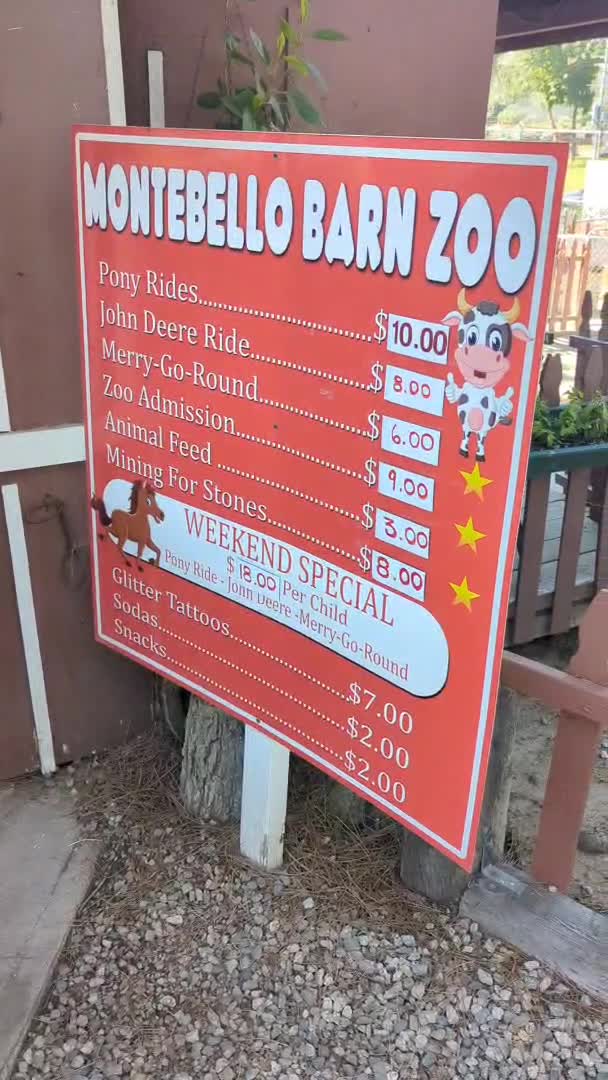 MONTEBELLO BARN ZOO
Pony Rides........................$ 10.00
John Deere Ride................$ 8.00
Merry-Go-Round..............$ 6.00
Zoo Admission..................$ 9.00
Animal Feed .....................$ 3.00
Mining For Stones.............$ 8.00
WEEKEND SPECIAL
$ 18.00 Per Child
Pony Ride - John Deere -Merry-Go-Round
Glitter Tattoos....................$7.00
Sodas..................................$2.00
Snacks................................$2.00